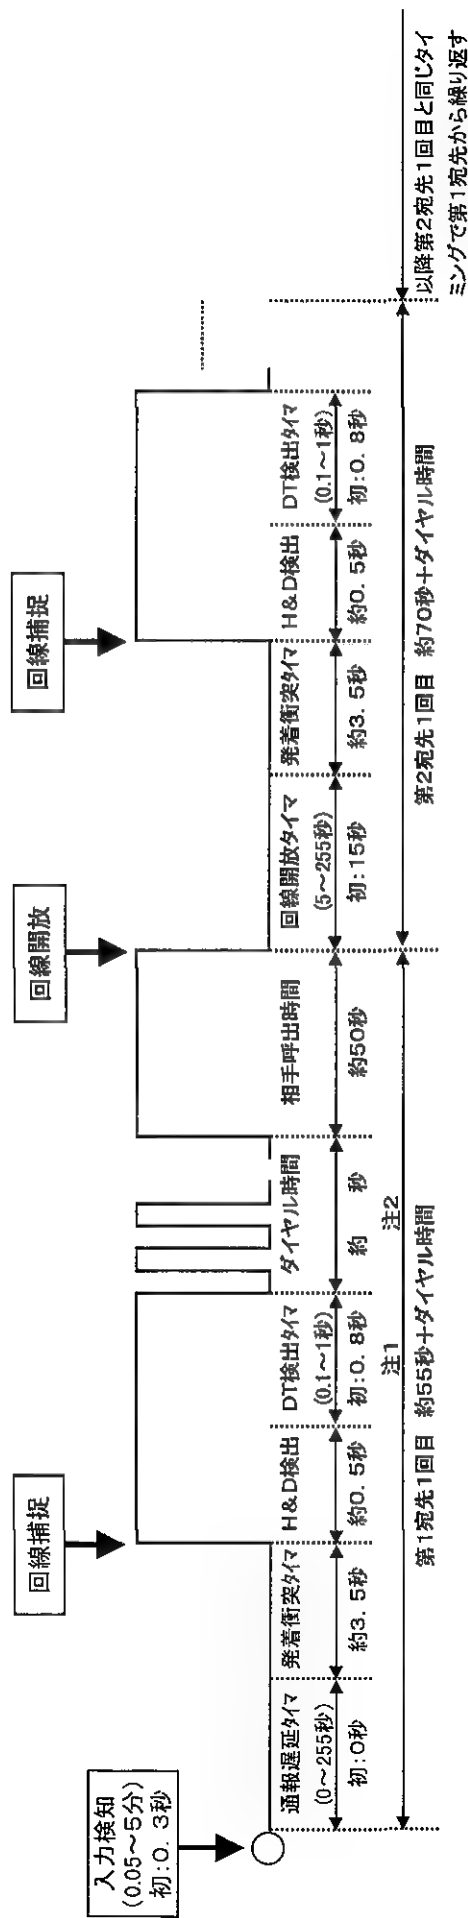 入力検知
(0.05～5分)
初:0. 3秒
回線捕捉
回線開放
回線捕捉
通報遅延タイマ
(0～255秒)
初:0秒
発着衝突タイマ
約3. 5秒
H&D検出
約0. 5秒
DT検出タイマ
(0.1～1秒)
初:0. 8秒
ダイヤル時間
約　　秒
相手呼出時間
約50秒
回線開放タイマ
(5～255秒)
初:15秒
発着衝突タイマ
約3. 5秒
H&D検出
約0. 5秒
DT検出タイマ
(0.1～1秒)
初:0. 8秒
注1
注2
第1宛先1回目 約55秒+ダイヤル時間
第2宛先1回目 約70秒+ダイヤル時間
以降第2宛先1回目と同じタイ
ミングで第1宛先から繰り返す